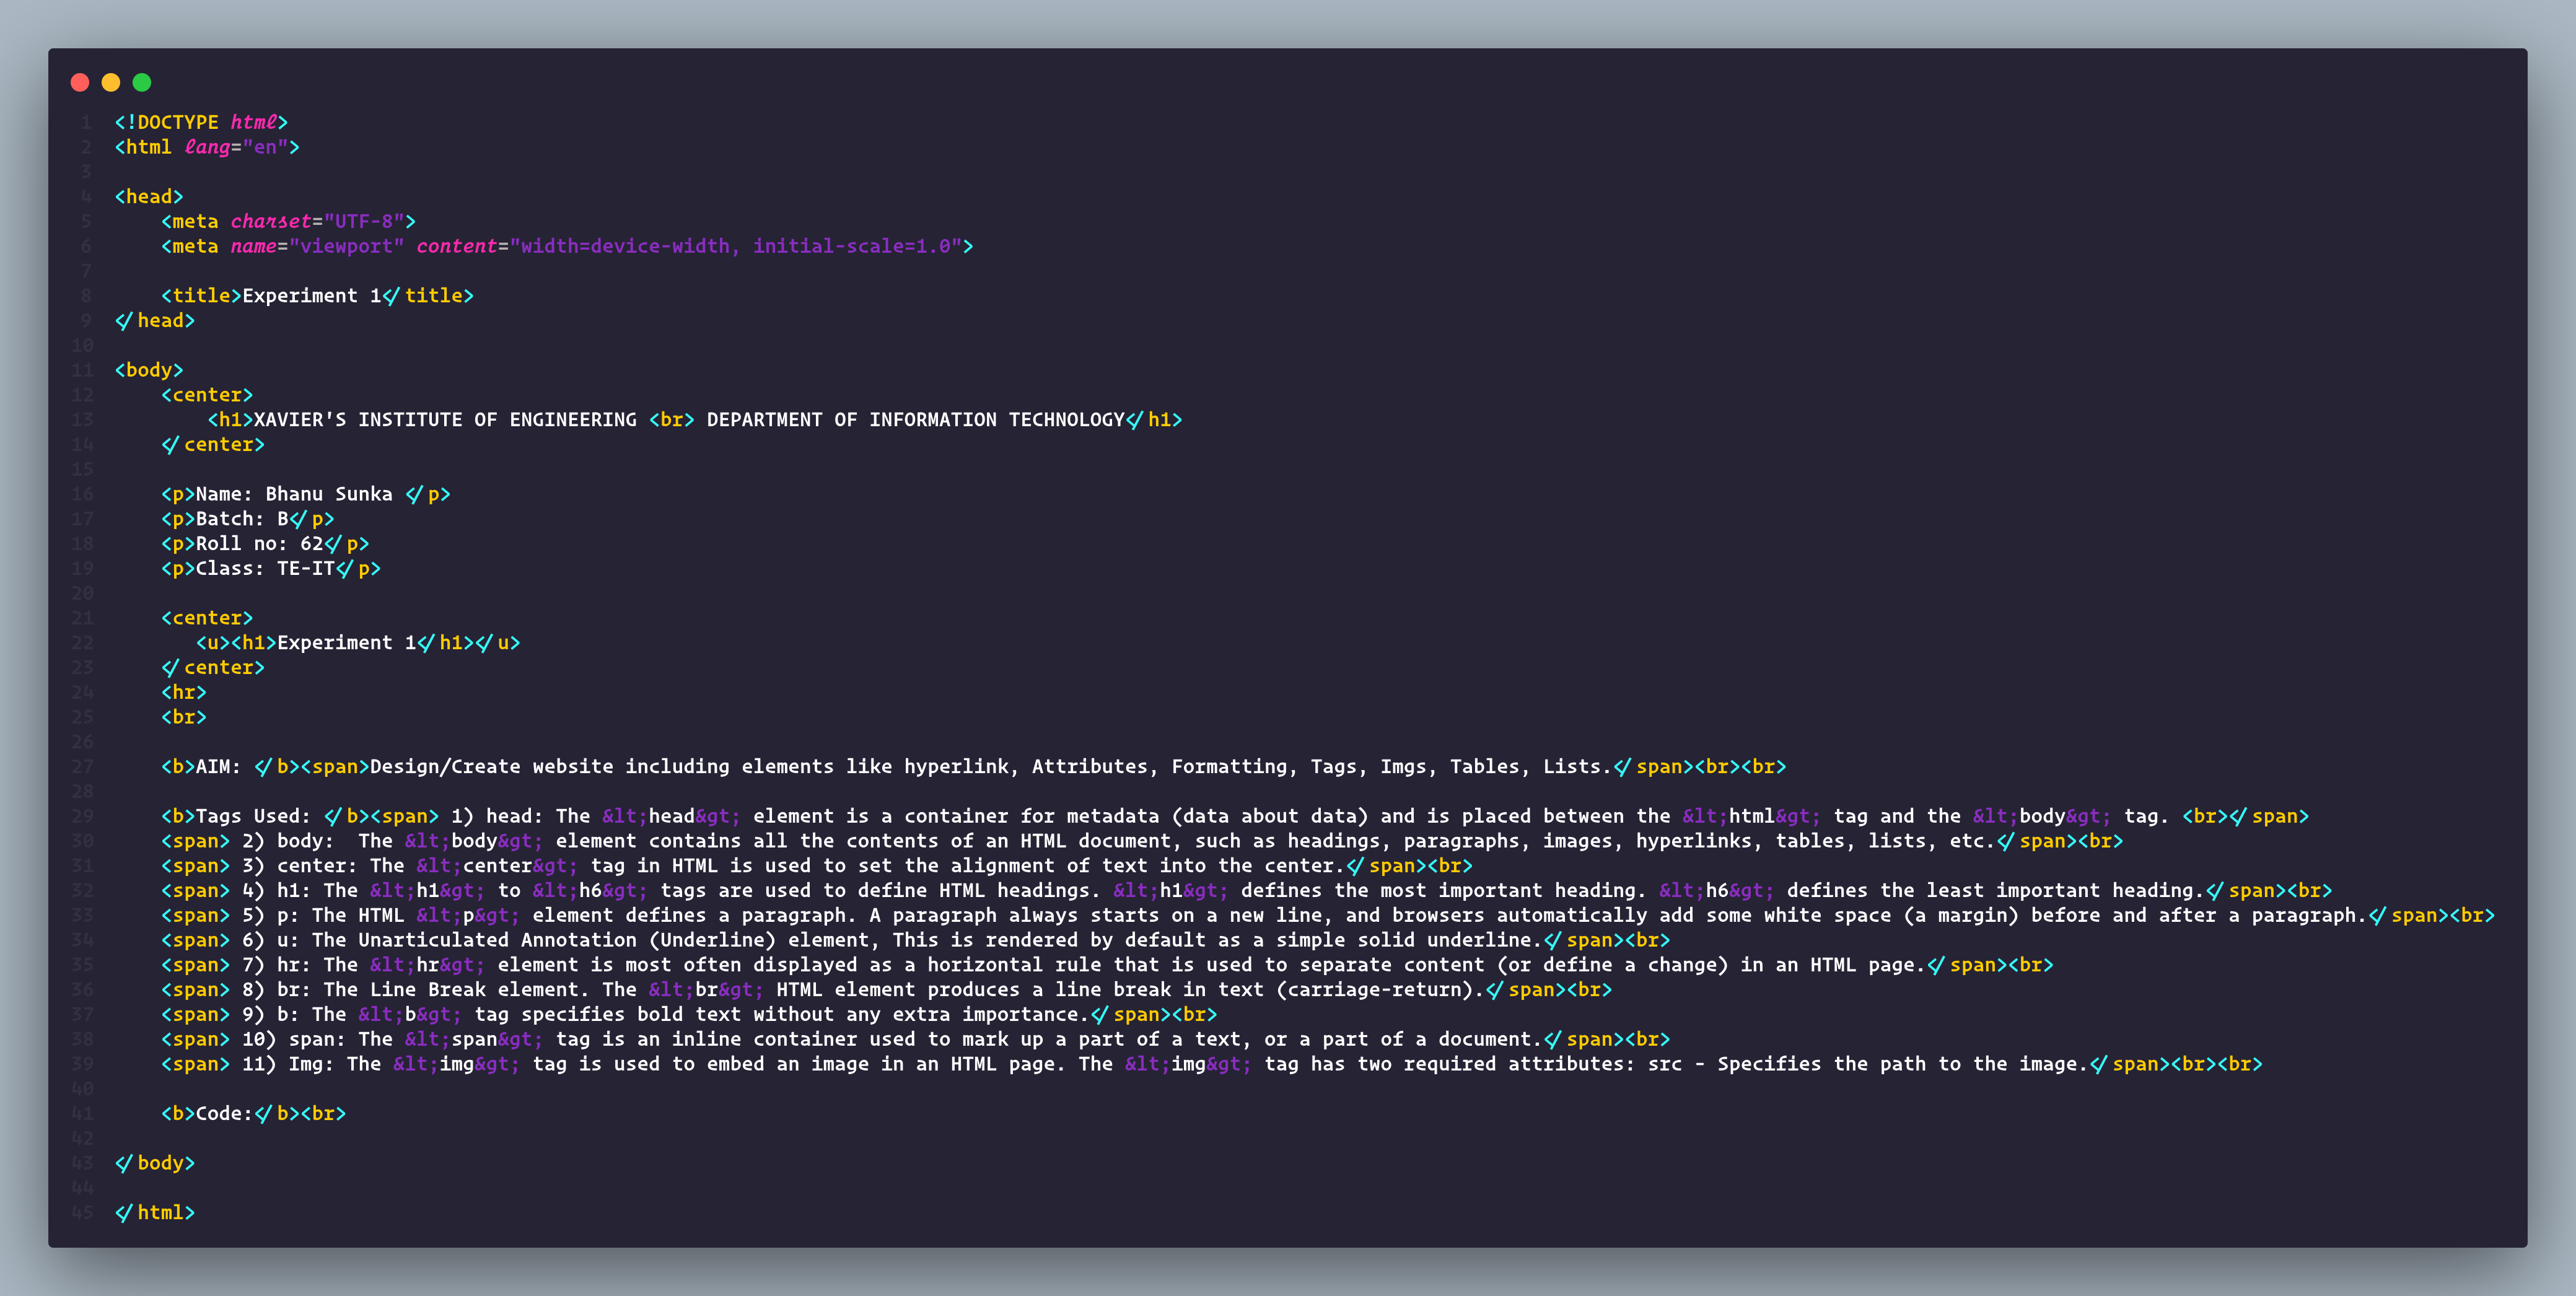 1 <!DOCTYPE html>
2 <html lang="en">
3
4 <head>
5     <meta charset="UTF-8">
6     <meta name="viewport" content="width=device-width, initial-scale=1.0">
7
8     <title>Experiment 1</title>
9 </head>
10
11 <body>
12     <center>
13         <h1>XAVIER'S INSTITUTE OF ENGINEERING <br> DEPARTMENT OF INFORMATION TECHNOLOGY</h1>
14     </center>
15
16     <p>Name: Bhanu Sunka </p>
17     <p>Batch: B</p>
18     <p>Roll no: 62</p>
19     <p>Class: TE-IT</p>
20
21     <center>
22        <u><h1>Experiment 1</h1></u>
23     </center>
24     <hr>
25     <br>
26
27     <b>AIM: </b><span>Design/Create website including elements like hyperlink, Attributes, Formatting, Tags, Imgs, Tables, Lists.</span><br><br>
28
29     <b>Tags Used: </b><span> 1) head: The &lt;head&gt; element is a container for metadata (data about data) and is placed between the &lt;html&gt; tag and the &lt;body&gt; tag. <br></span>
30     <span> 2) body:  The &lt;body&gt; element contains all the contents of an HTML document, such as headings, paragraphs, images, hyperlinks, tables, lists, etc.</span><br>
31     <span> 3) center: The &lt;center&gt; tag in HTML is used to set the alignment of text into the center.</span><br>
32     <span> 4) h1: The &lt;h1&gt; to &lt;h6&gt; tags are used to define HTML headings. &lt;h1&gt; defines the most important heading. &lt;h6&gt; defines the least important heading.</span><br>
33     <span> 5) p: The HTML &lt;p&gt; element defines a paragraph. A paragraph always starts on a new line, and browsers automatically add some white space (a margin) before and after a paragraph.</span><br>
34     <span> 6) u: The Unarticulated Annotation (Underline) element, This is rendered by default as a simple solid underline.</span><br>
35     <span> 7) hr: The &lt;hr&gt; element is most often displayed as a horizontal rule that is used to separate content (or define a change) in an HTML page.</span><br>
36     <span> 8) br: The Line Break element. The &lt;br&gt; HTML element produces a line break in text (carriage-return).</span><br>
37     <span> 9) b: The &lt;b&gt; tag specifies bold text without any extra importance.</span><br>
38     <span> 10) span: The &lt;span&gt; tag is an inline container used to mark up a part of a text, or a part of a document.</span><br>
39     <span> 11) Img: The &lt;img&gt; tag is used to embed an image in an HTML page. The &lt;img&gt; tag has two required attributes: src - Specifies the path to the image.</span><br><br>
40
41     <b>Code:</b><br>
42
43 </body>
44
45 </html>